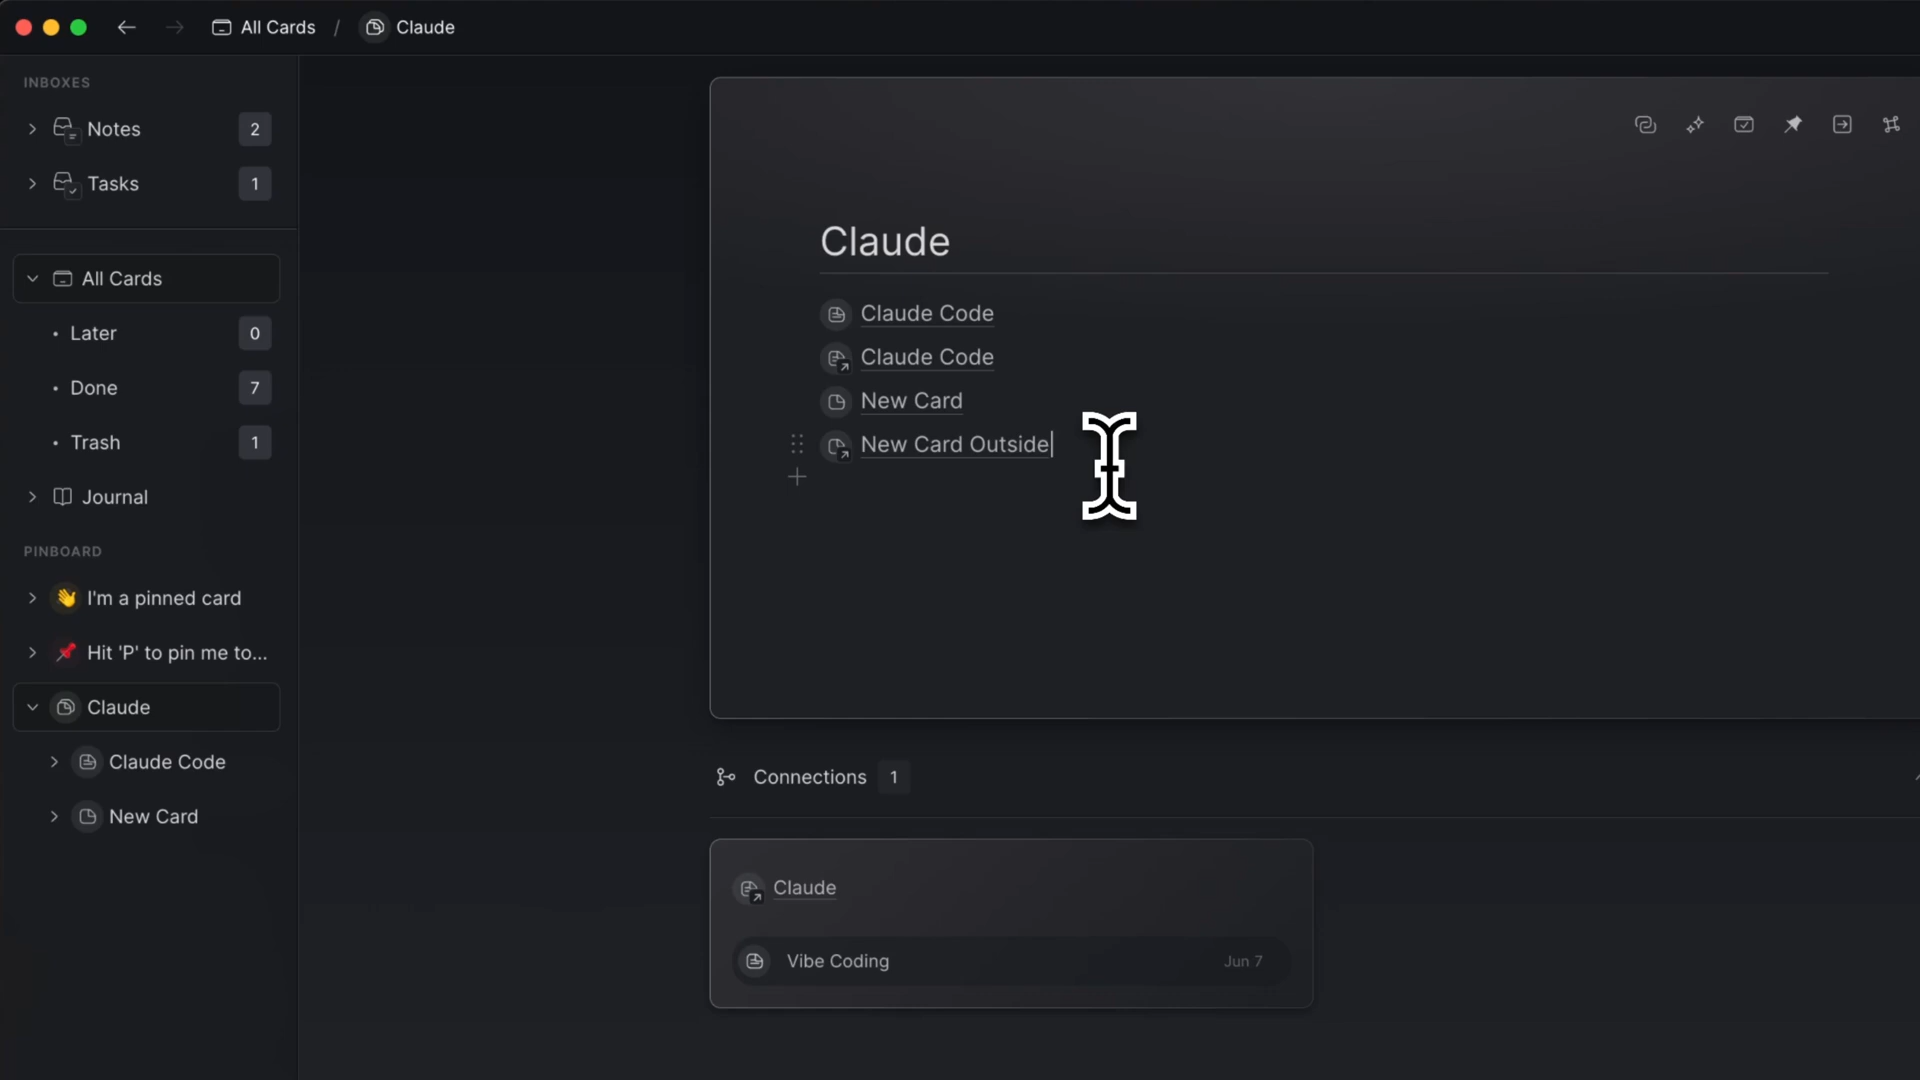 All Cards / Claude
INBOXES
Notes 2
Tasks 1
All Cards
Later 0
Done 7
Trash 1
Journal
PINBOARD
I'm a pinned card
Hit 'P' to pin me to...
Claude
Claude Code
New Card
Claude
Claude Code
Claude Code
New Card
New Card Outside
Connections 1
Claude
Vibe Coding Jun 7